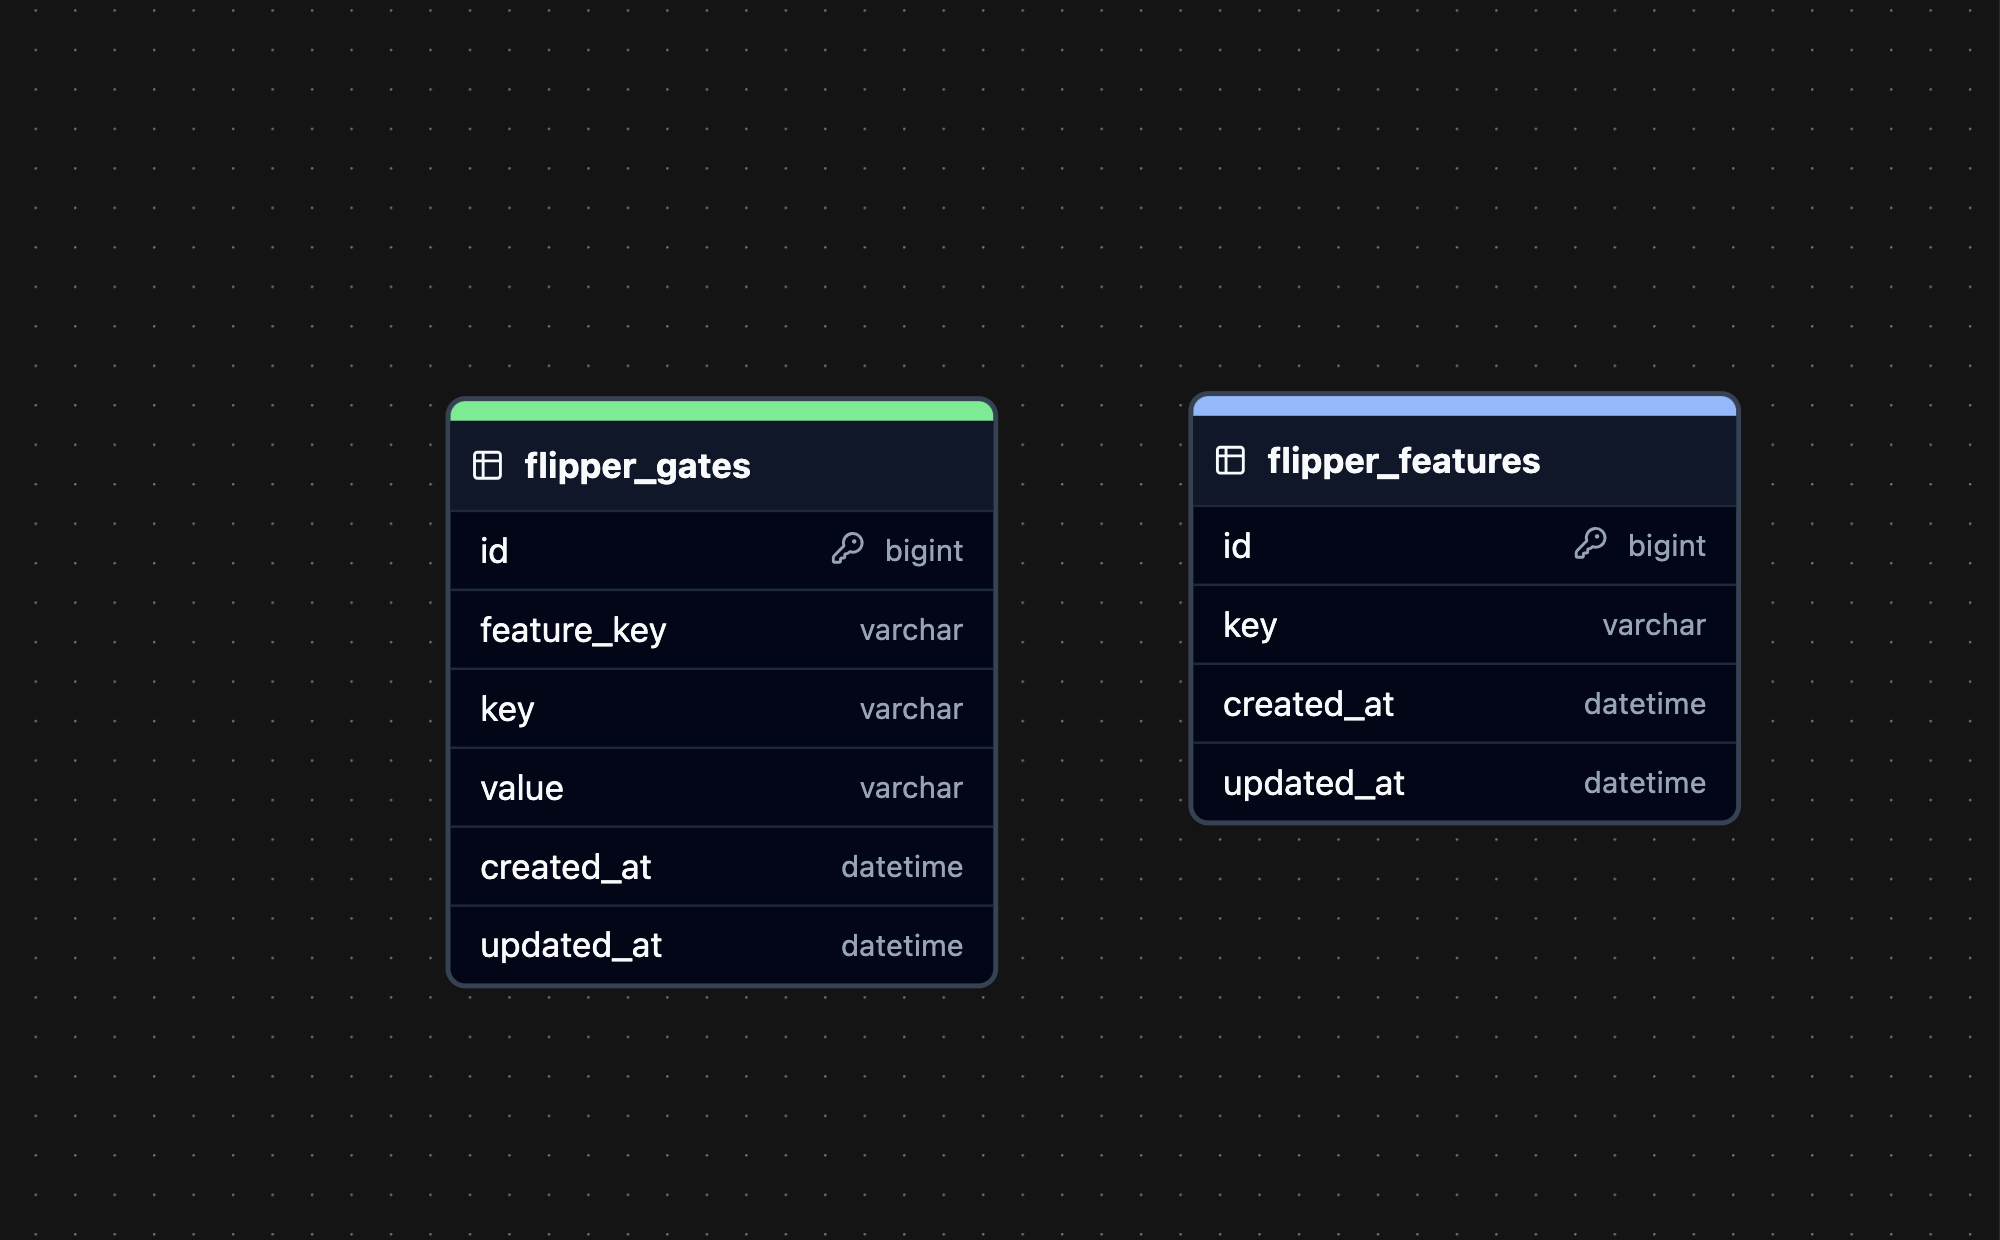 flipper_gates
id bigint
feature_key varchar
key varchar
value varchar
created_at datetime
updated_at datetime
flipper_features
id bigint
key varchar
created_at datetime
updated_at datetime